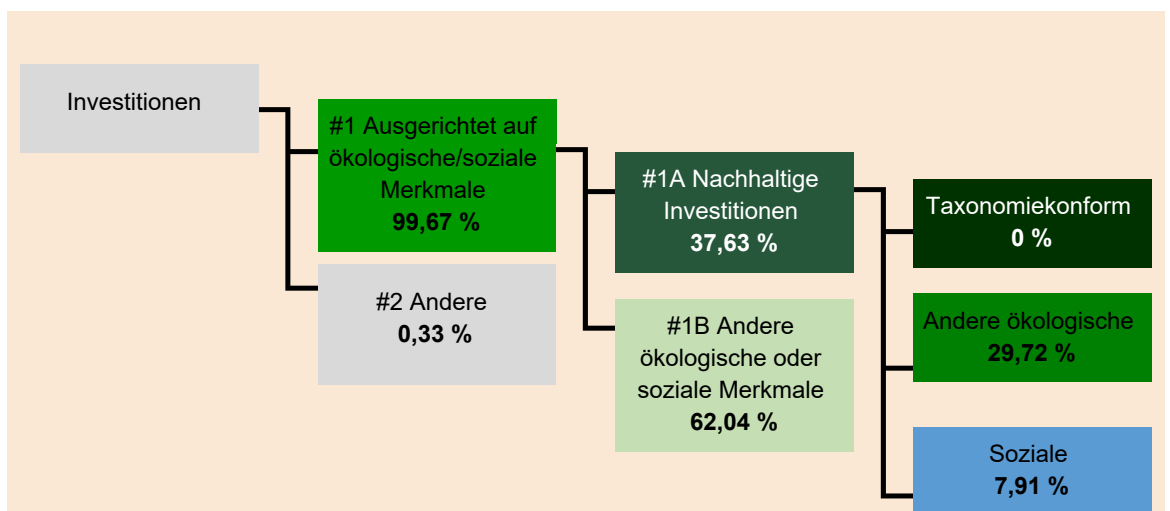 Investitionen
#1 Ausgerichtet auf
ökologische/soziale
Merkmale
99,67 %
#2 Andere
0,33 %
#1A Nachhaltige
Investitionen
37,63 %
#1B Andere
ökologische oder
soziale Merkmale
62,04 %
Taxonomiekonform
0 %
Andere ökologische
29,72 %
Soziale
7,91 %